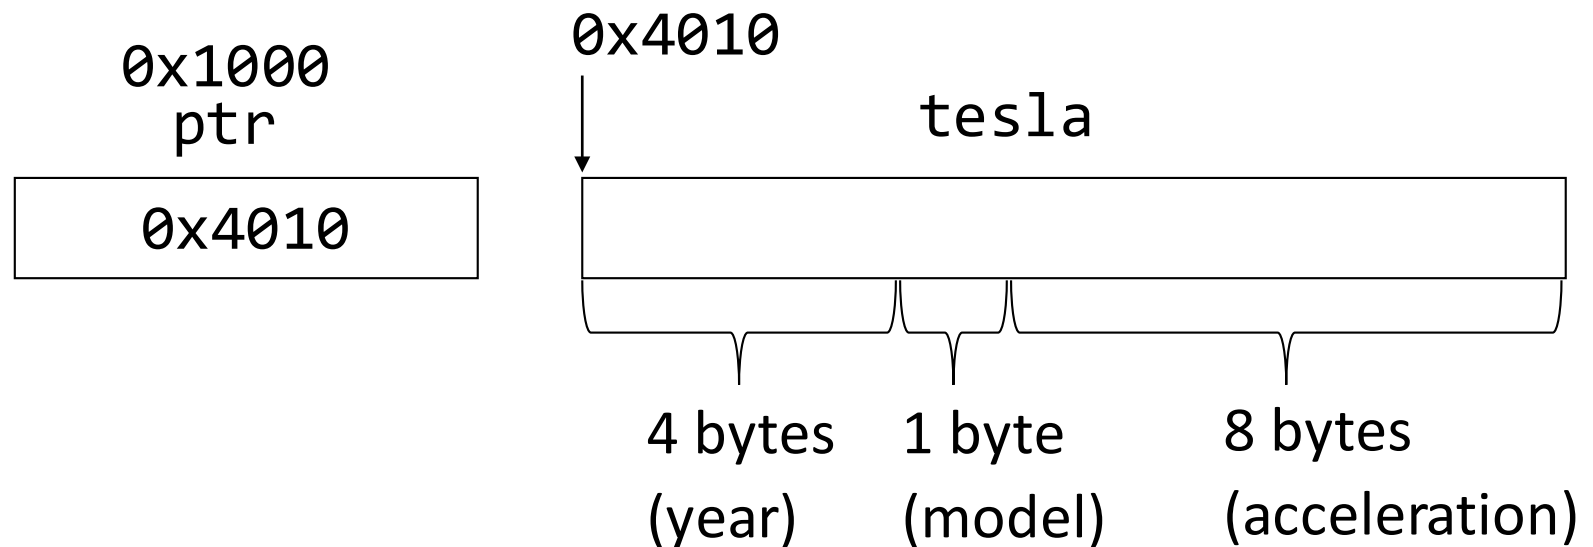 0x1000
ptr
0x4010
0x4010
tesla
4 bytes
(year)
1 byte
(model)
8 bytes
(acceleration)